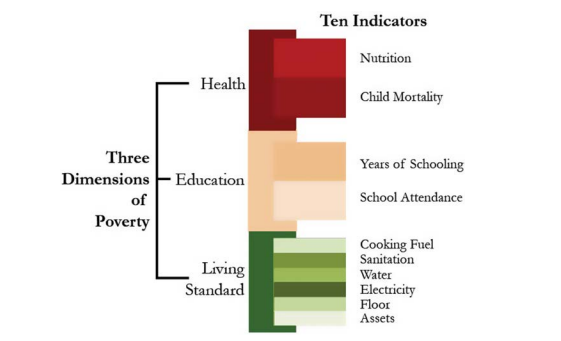 Ten Indicators
Health
Nutrition
Child Mortality
Three
Dimensions
of
Poverty
Education
Years of Schooling
School Attendance
Living
Standard
Cooking Fuel
Sanitation
Water
Electricity
Floor
Assets